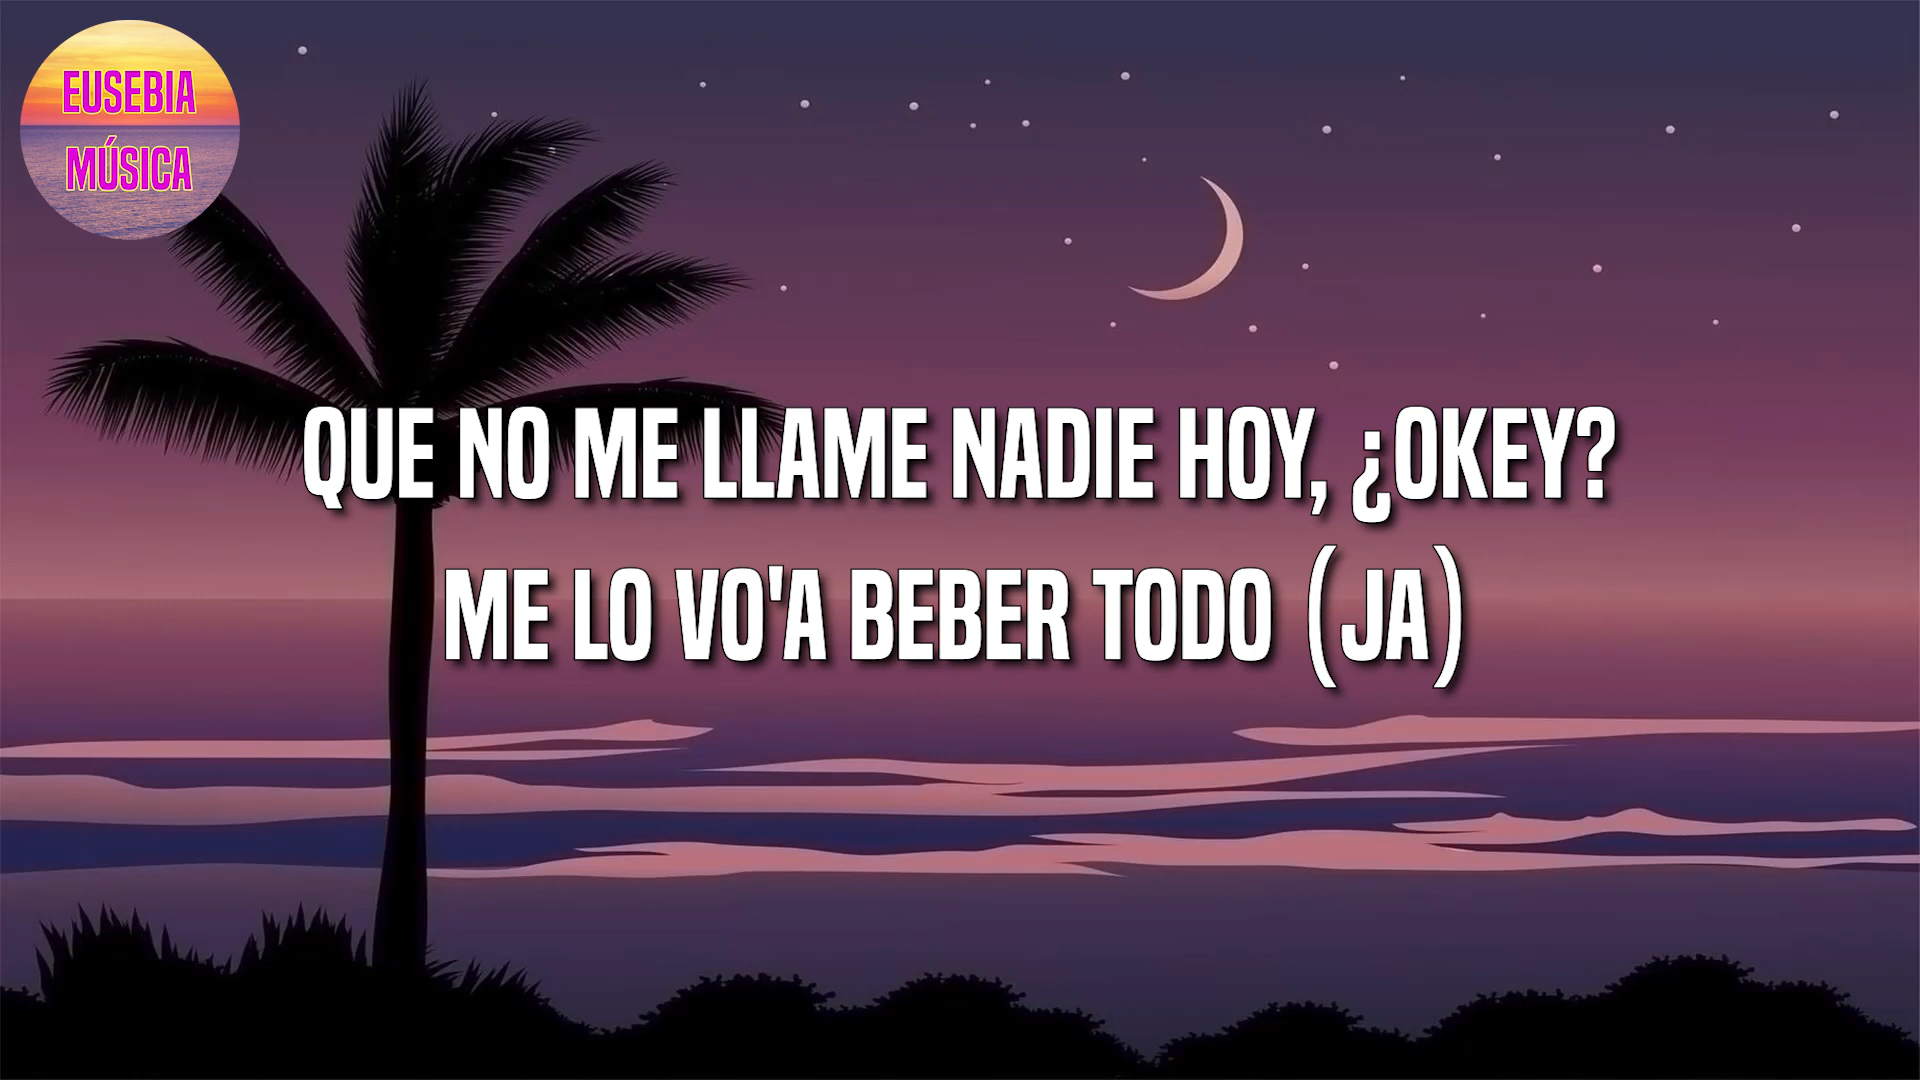 EUSEBIA
MÚSICA
QUE NO ME LLAME NADIE HOY, ¿OKEY?
ME LO VO'A BEBER TODO (JA)